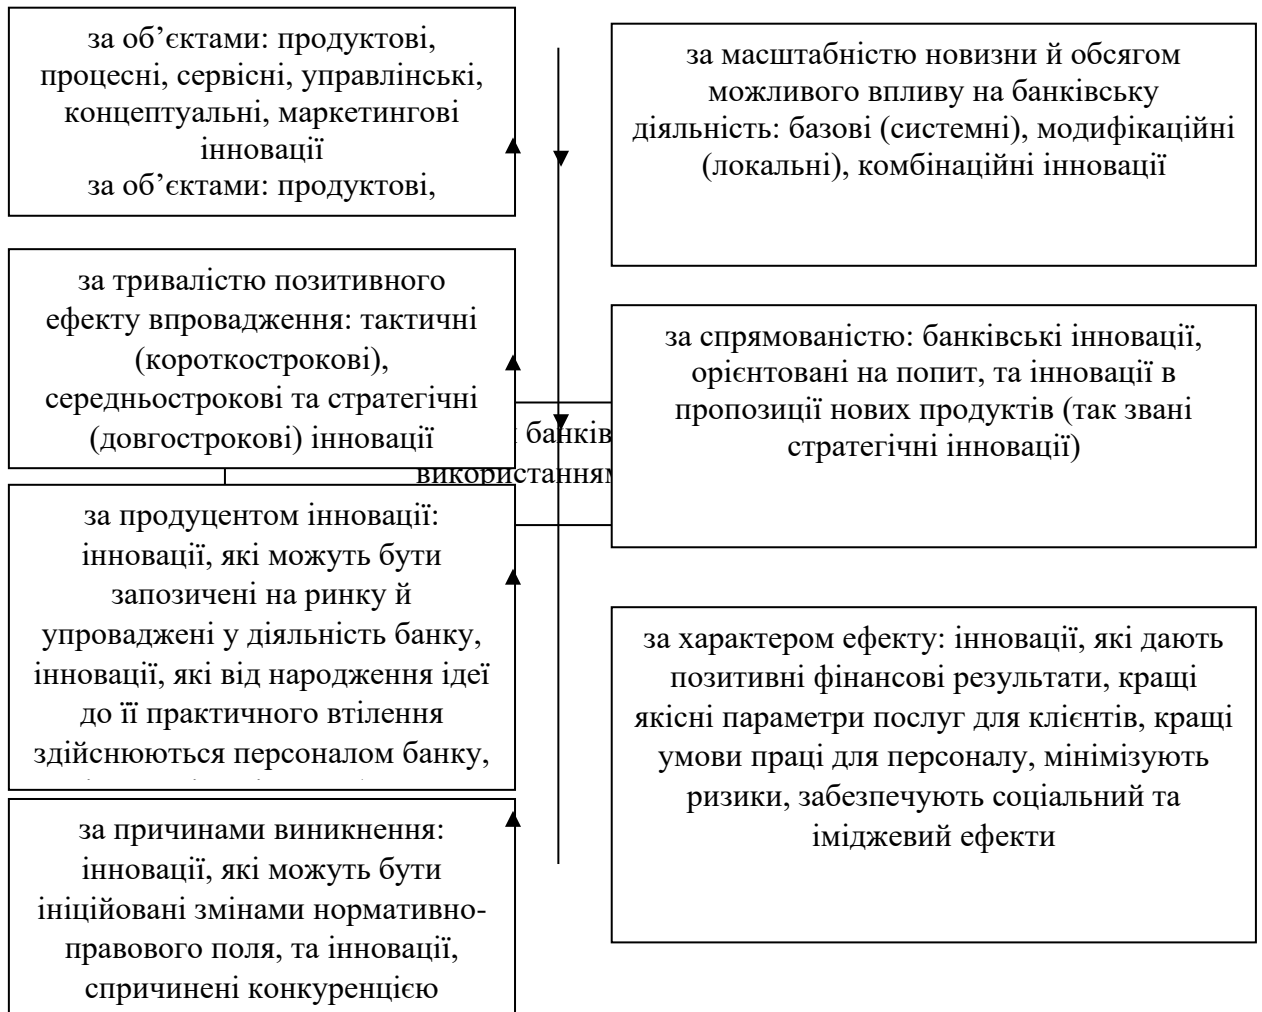 за об’єктами: продуктові,
процесні, сервісні, управлінські,
концептуальні, маркетингові
інновації
за об’єктами: продуктові,
за тривалістю позитивного
ефекту впровадження: тактичні
(короткострокові),
середньострокові та стратегічні
(довгострокові) інновації
банків
використанням
за продуцентом інновації:
інновації, які можуть бути
запозичені на ринку й
упроваджені у діяльність банку,
інновації, які від народження ідеї
до її практичного втілення
здійснюються персоналом банку,
за причинами виникнення:
інновації, які можуть бути
ініційовані змінами нормативно-
правового поля, та інновації,
спричинені конкуренцією
за масштабністю новизни й обсягом
можливого впливу на банківську
діяльність: базові (системні), модифікаційні
(локальні), комбінаційні інновації
за спрямованістю: банківські інновації,
орієнтовані на попит, та інновації в
пропозиції нових продуктів (так звані
стратегічні інновації)
за характером ефекту: інновації, які дають
позитивні фінансові результати, кращі
якісні параметри послуг для клієнтів, кращі
умови праці для персоналу, мінімізують
ризики, забезпечують соціальний та
іміджевий ефекти